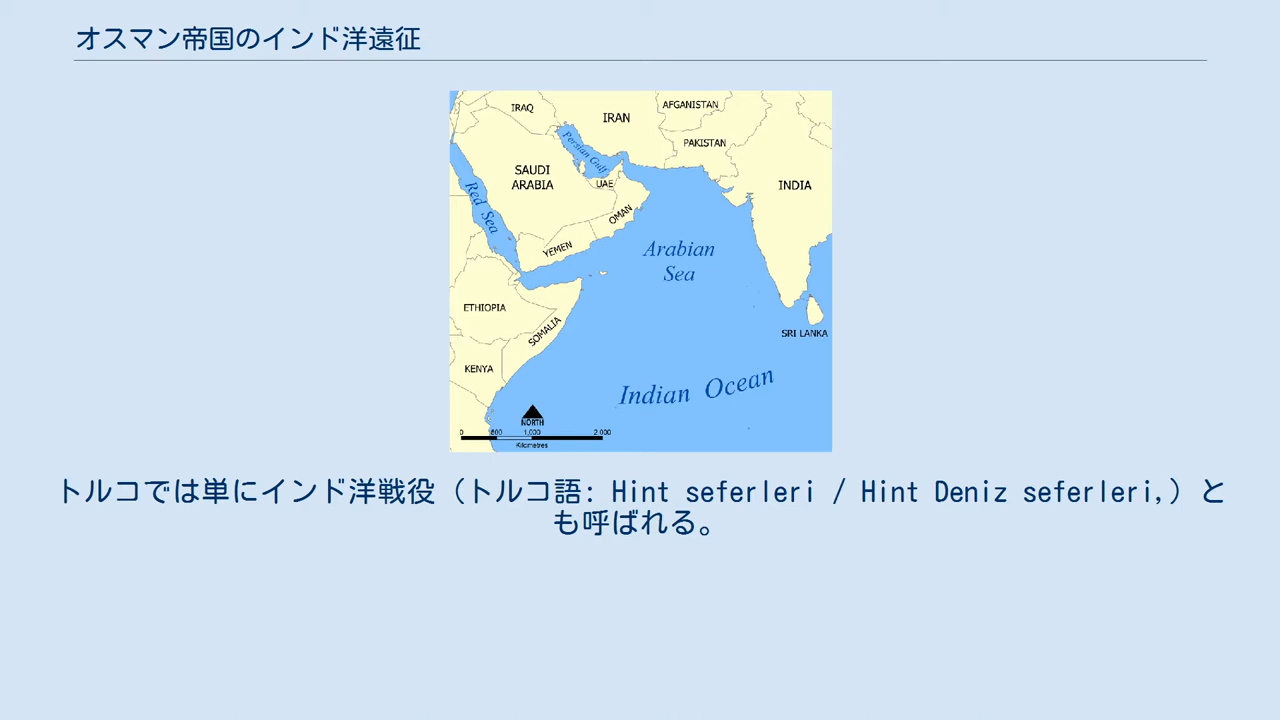 オスマン帝国のインド洋遠征
IRAQ
IRAN
AFGANISTAN
PAKISTAN
Persian Gulf
SAUDI
ARABIA
UAE
INDIA
Red Sea
OMAN
YEMEN
Arabian
Sea
ETHIOPIA
SOMALIA
SRI LANKA
KENYA
Indian Ocean
NORTH
0 500 1,000 2,000
Kilometres
トルコでは単にインド洋戦役（トルコ語: Hint seferleri / Hint Deniz seferleri,）と
も呼ばれる。